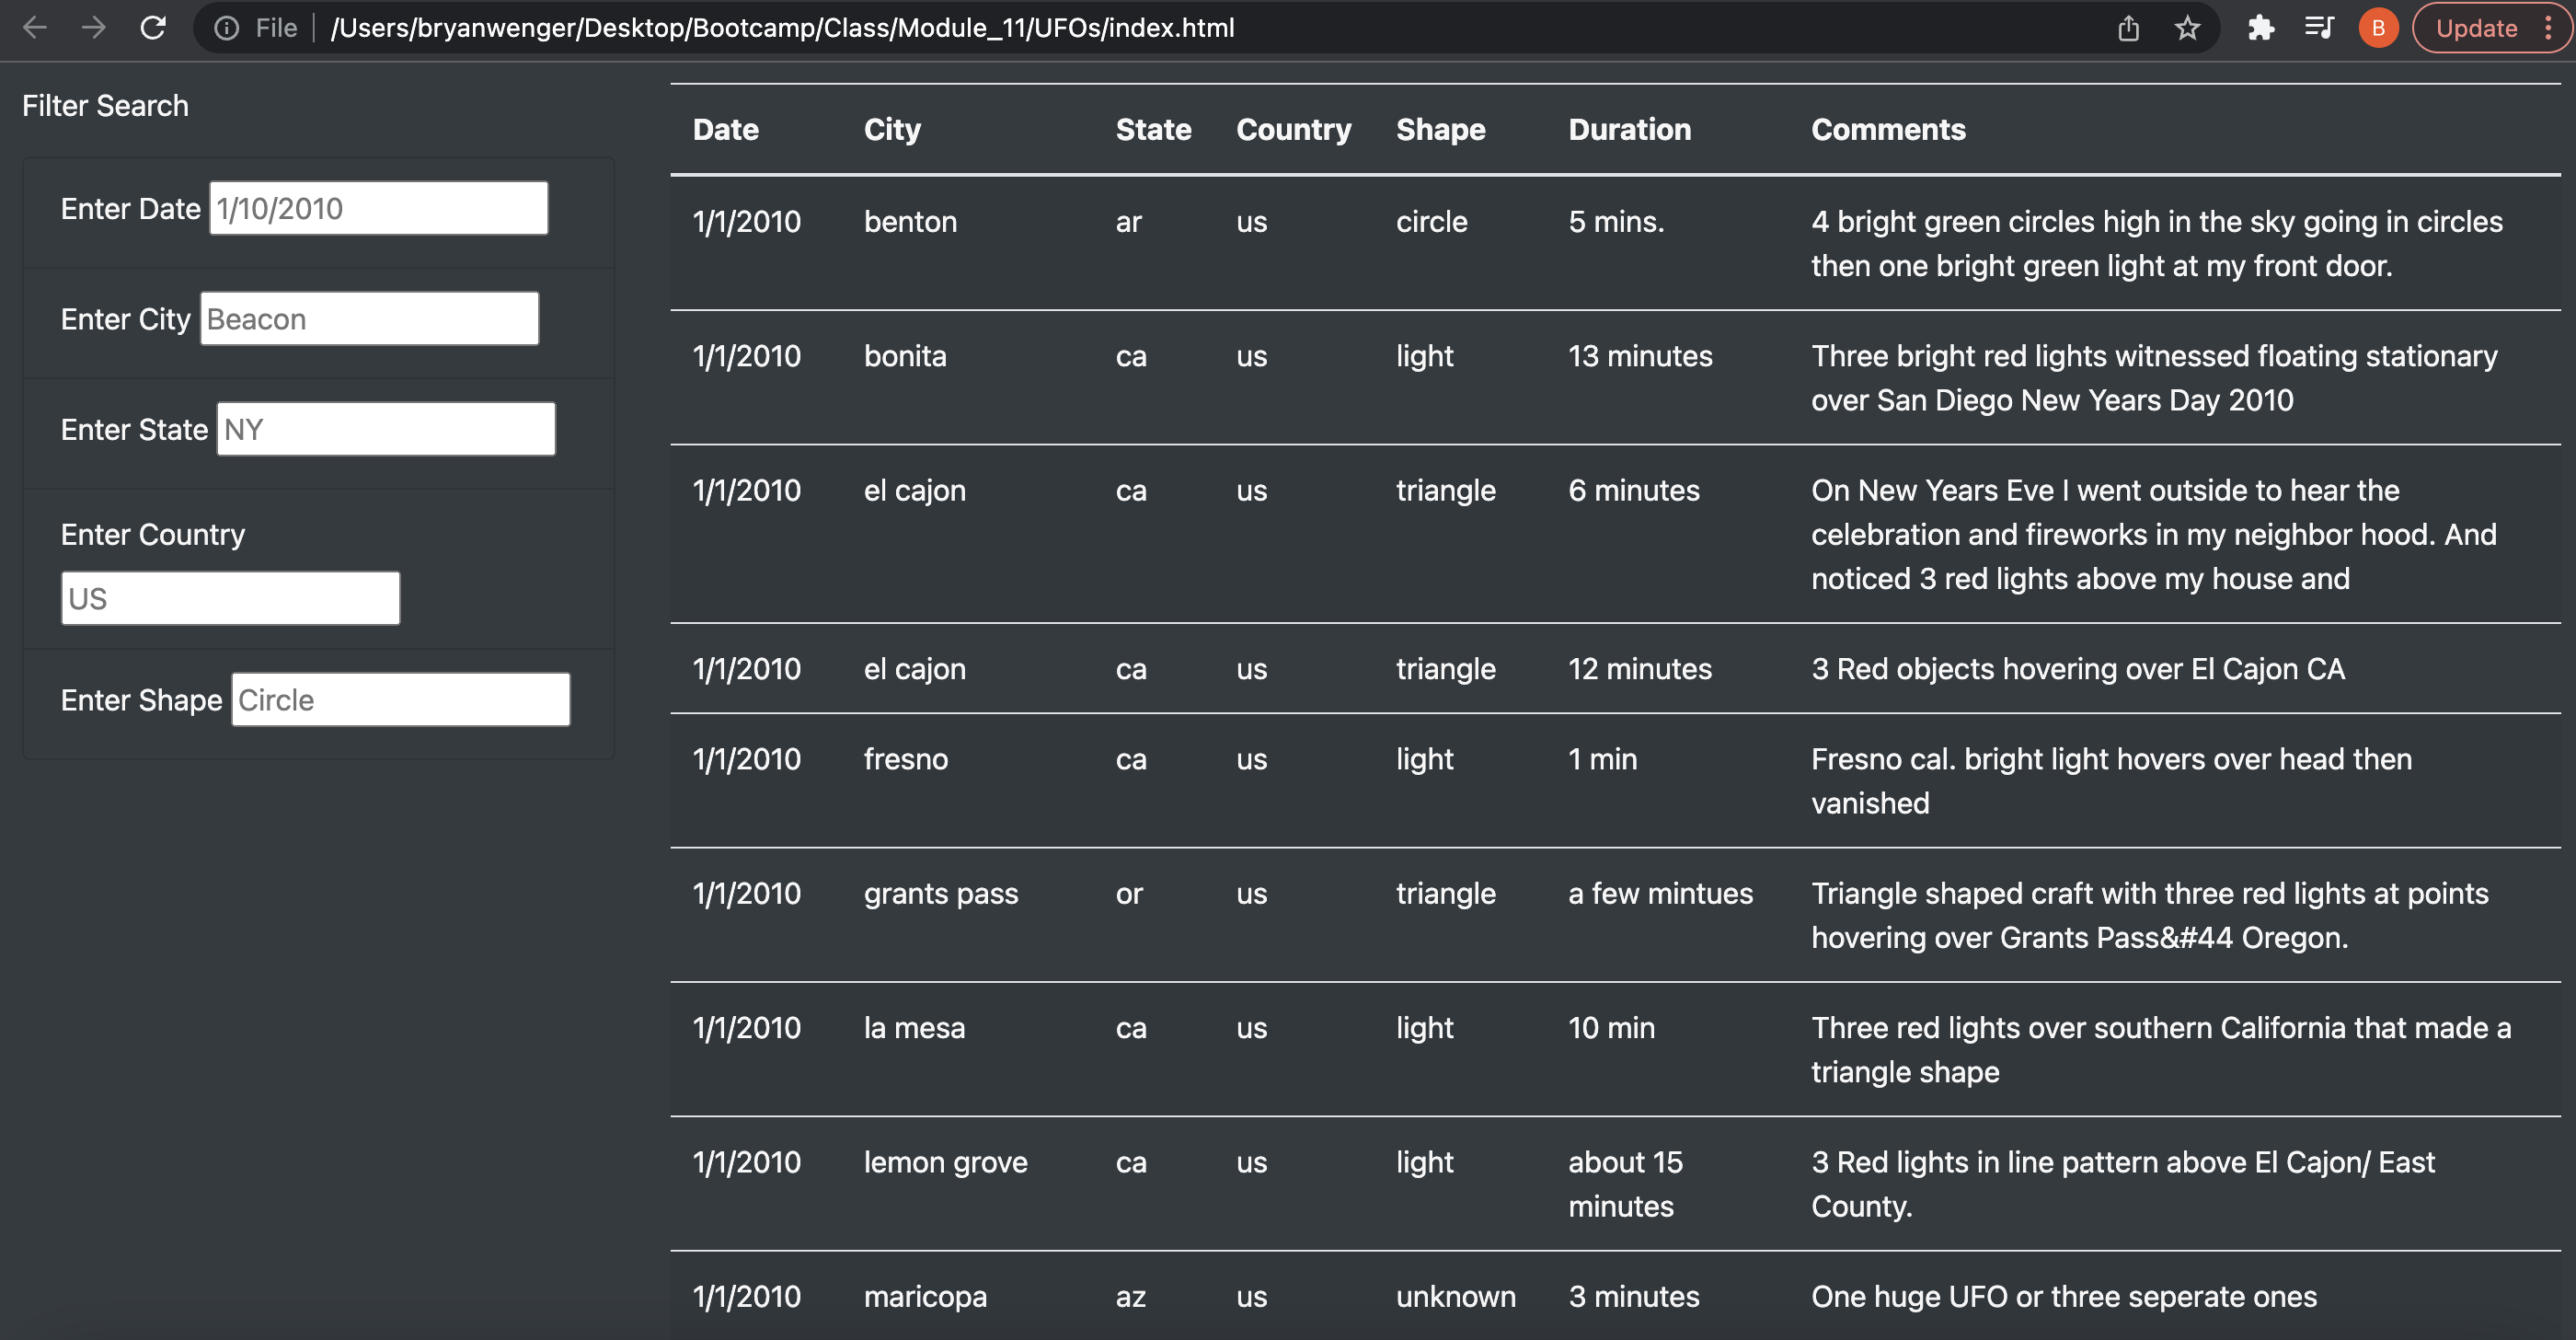 File /Users/bryanwenger/Desktop/Bootcamp/Class/Module_11/UFOs/index.html B Update
Filter Search
Enter Date 1/10/2010
Enter City Beacon
Enter State NY
Enter Country
US
Enter Shape Circle
Date City State Country Shape Duration Comments
1/1/2010 benton ar us circle 5 mins. 4 bright green circles high in the sky going in circles
then one bright green light at my front door.
1/1/2010 bonita ca us light 13 minutes Three bright red lights witnessed floating stationary
over San Diego New Years Day 2010
1/1/2010 el cajon ca us triangle 6 minutes On New Years Eve I went outside to hear the
celebration and fireworks in my neighbor hood. And
noticed 3 red lights above my house and
1/1/2010 el cajon ca us triangle 12 minutes 3 Red objects hovering over El Cajon CA
1/1/2010 fresno ca us light 1 min Fresno cal. bright light hovers over head then
vanished
1/1/2010 grants pass or us triangle a few mintues Triangle shaped craft with three red lights at points
hovering over Grants Pass&#44 Oregon.
1/1/2010 la mesa ca us light 10 min Three red lights over southern California that made a
triangle shape
1/1/2010 lemon grove ca us light about 15 3 Red lights in line pattern above El Cajon/ East
minutes County.
1/1/2010 maricopa az us unknown 3 minutes One huge UFO or three seperate ones